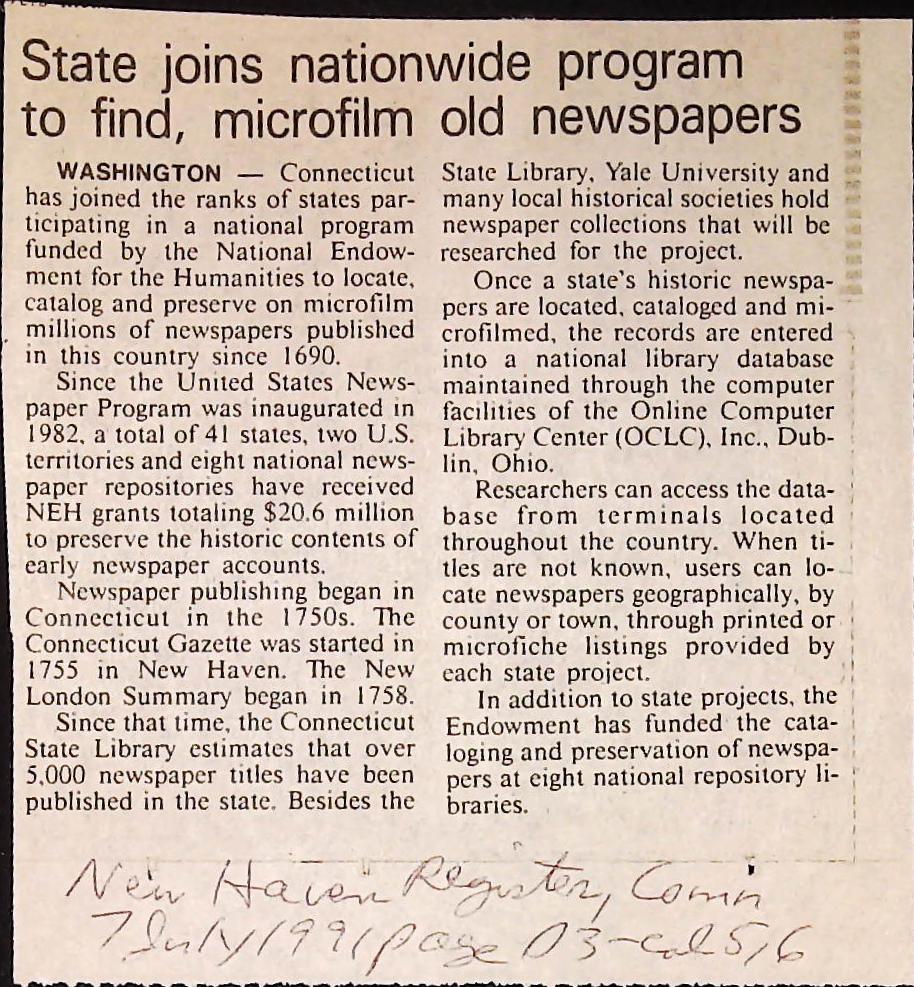 State joins nationwide program
to find, microfilm old newspapers
WASHINGTON — Connecticut
has joined the ranks of states par-
ticipating in a national program
funded by the National Endow-
ment for the Humanities to locate,
catalog and preserve on microfilm
millions of newspapers published
in this country since 1690.
Since the United States News-
paper Program was inaugurated in
1982, a total of 41 states, two U.S.
territories and eight national news-
paper repositories have received
NEH grants totaling $20.6 million
to preserve the historic contents of
early newspaper accounts.
Newspaper publishing began in
Connecticut in the 1750s. The
Connecticut Gazette was started in
1755 in New Haven. The New
London Summary began in 1758.
Since that time, the Connecticut
State Library estimates that over
5,000 newspaper titles have been
published in the state. Besides the
State Library, Yale University and
many local historical societies hold
newspaper collections that will be
researched for the project.
Once a state's historic newspa-
pers are located, cataloged and mi-
crofilmed, the records are entered
into a national library database
maintained through the computer
facilities of the Online Computer
Library Center (OCLC), Inc., Dub-
lin, Ohio.
Researchers can access the data-
base from terminals located
throughout the country. When ti-
tles are not known, users can lo-
cate newspapers geographically, by
county or town, through printed or
microfiche listings provided by
each state project.
In addition to state projects, the
Endowment has funded the cata-
loging and preservation of newspa-
pers at eight national repository li-
braries.
New Haven Register, Conn
7 July 1991 page D3-col 5,6